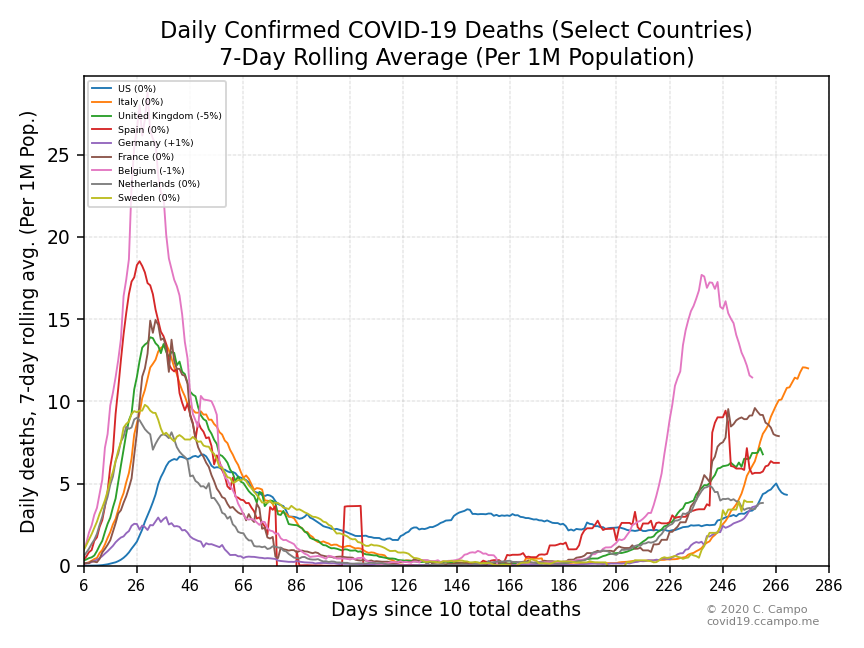 Daily Confirmed COVID-19 Deaths (Select Countries)
7-Day Rolling Average (Per 1M Population)
US (0%)
Italy (0%)
United Kingdom (-5%)
Spain (0%)
Germany (+1%)
France (0%)
Belgium (-1%)
Netherlands (0%)
Sweden (0%)
Daily deaths, 7-day rolling avg. (Per 1M Pop.)
25
20
15
10
5
0
6 26 46 66 86 106 126 146 166 186 206 226 246 266 286
Days since 10 total deaths
© 2020 C. Campo
covid19.ccampo.me